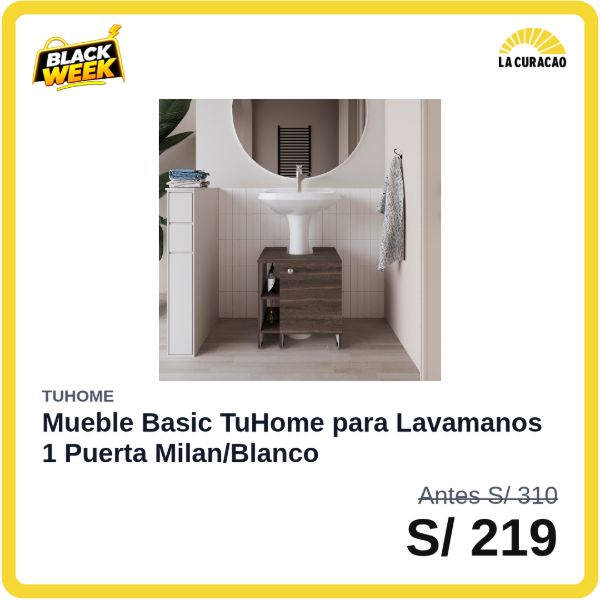 BLACK
WEEK
LA CURACAO
TUHOME
Mueble Basic TuHome para Lavamanos
1 Puerta Milan/Blanco
Antes S/ 310
S/ 219